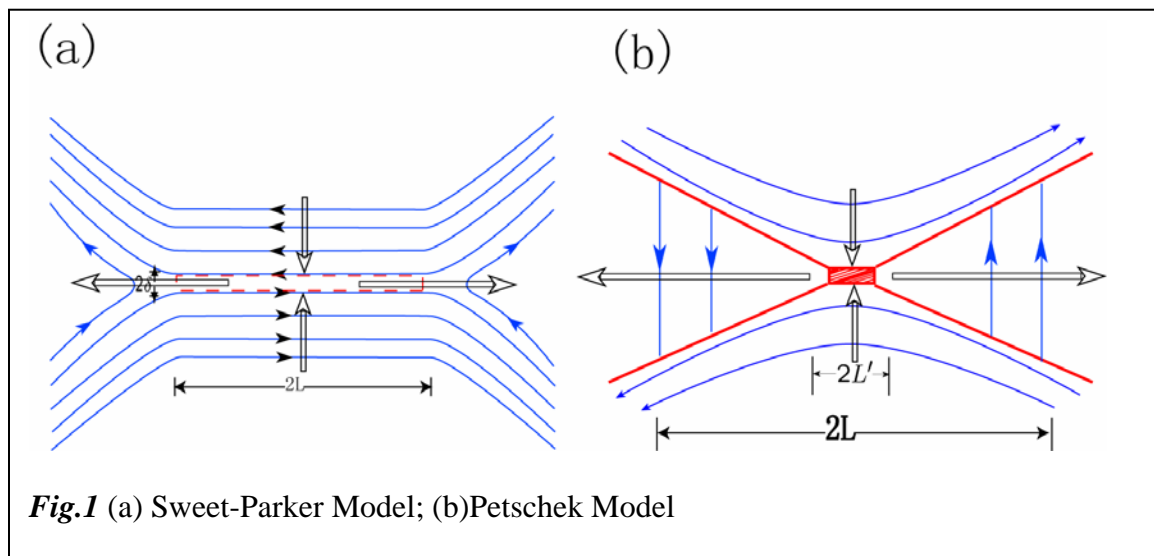 (a)
(b)
2δ
2L
2L'
2L
Fig.1 (a) Sweet-Parker Model; (b)Petschek Model